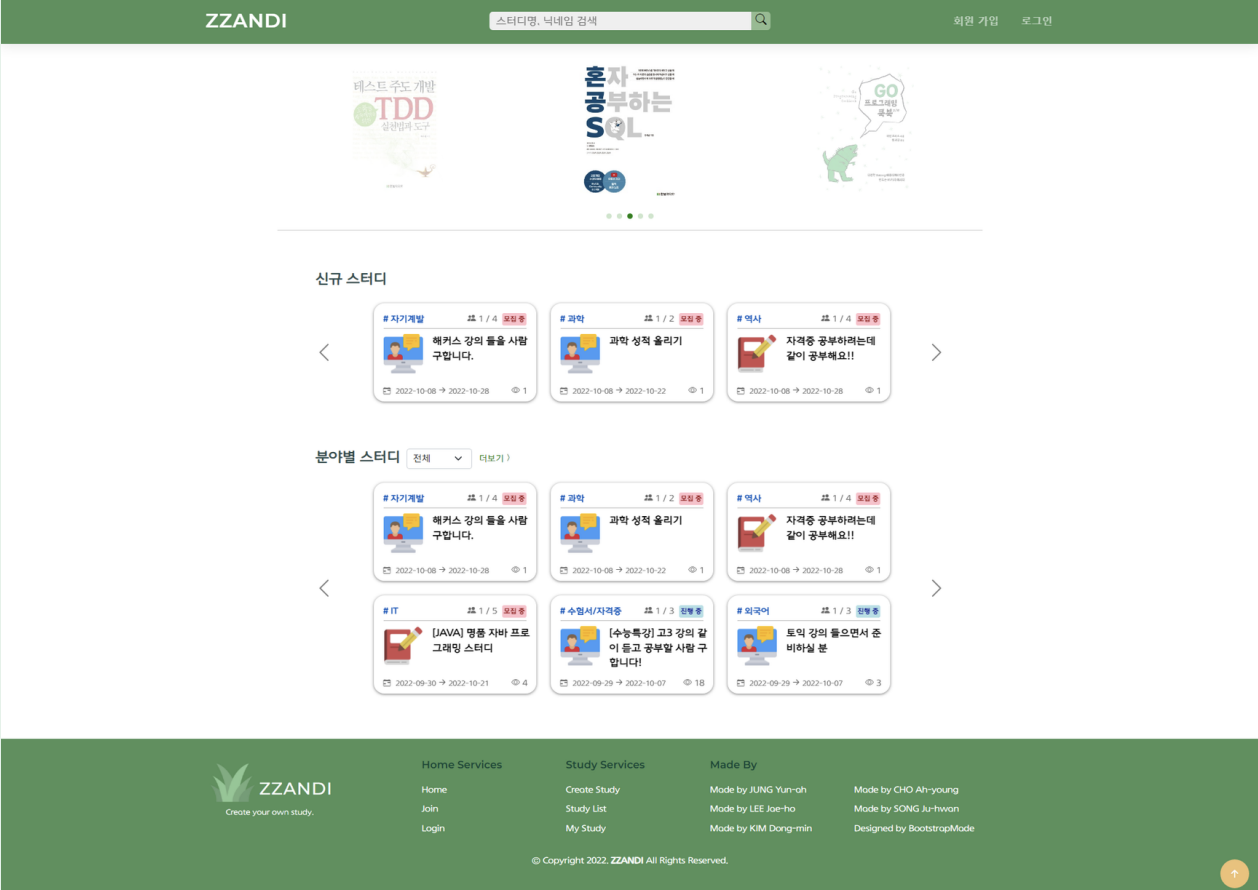 ZZANDI
스터디명, 닉네임 검색
회원 가입
로그인
테스트 주도 개발
TDD
실천법과 도구
혼자
공부하는
SQL
GO
프로그래밍
쿡북
신규 스터디
# 자기계발 1 / 4 모집 중
해커스 강의 들을 사람
구합니다.
2022-10-08 → 2022-10-28 1
# 과학 1 / 2 모집 중
과학 성적 올리기
2022-10-08 → 2022-10-22 1
# 역사 1 / 4 모집 중
자격증 공부하려는데
같이 공부해요!!
2022-10-08 → 2022-10-28 1
분야별 스터디 전체 더보기 》
# 자기계발 1 / 4 모집 중
해커스 강의 들을 사람
구합니다.
2022-10-08 → 2022-10-28 1
# 과학 1 / 2 모집 중
과학 성적 올리기
2022-10-08 → 2022-10-22 1
# 역사 1 / 4 모집 중
자격증 공부하려는데
같이 공부해요!!
2022-10-08 → 2022-10-28 1
# IT 1 / 5 모집 중
[JAVA] 명품 자바 프로
그래밍 스터디
2022-09-30 → 2022-10-21 4
# 수험서/자격증 1 / 3 진행 중
[수능특강] 고3 강의 같
이 듣고 공부할 사람 구
합니다!
2022-09-29 → 2022-10-07 18
# 외국어 1 / 3 진행 중
토익 강의 들으면서 준
비하실 분
2022-09-29 → 2022-10-07 3
ZZANDI
Create your own study.
Home Services
Home
Join
Login
Study Services
Create Study
Study List
My Study
Made By
Made by JUNG Yun-ah
Made by LEE Jae-ho
Made by KIM Dong-min
Made by CHO Ah-young
Made by SONG Ju-hwan
Designed by BootstrapMade
© Copyright 2022. ZZANDI All Rights Reserved.